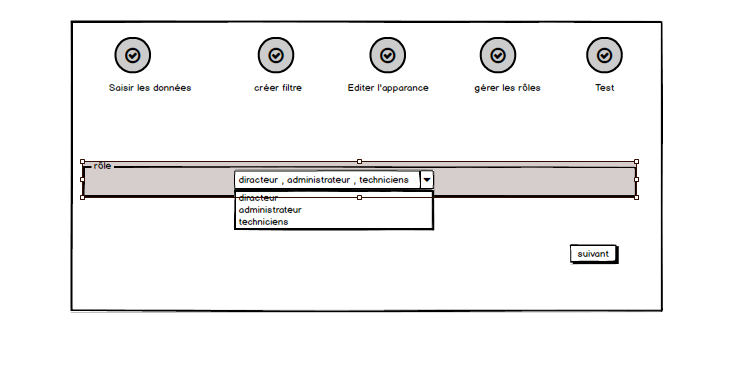 Saisir les données
créer filtre
Editer l'apparance
gérer les rôles
Test
rôle
diracteur , administrateur , techniciens
diracteur
administrateur
techniciens
suivant